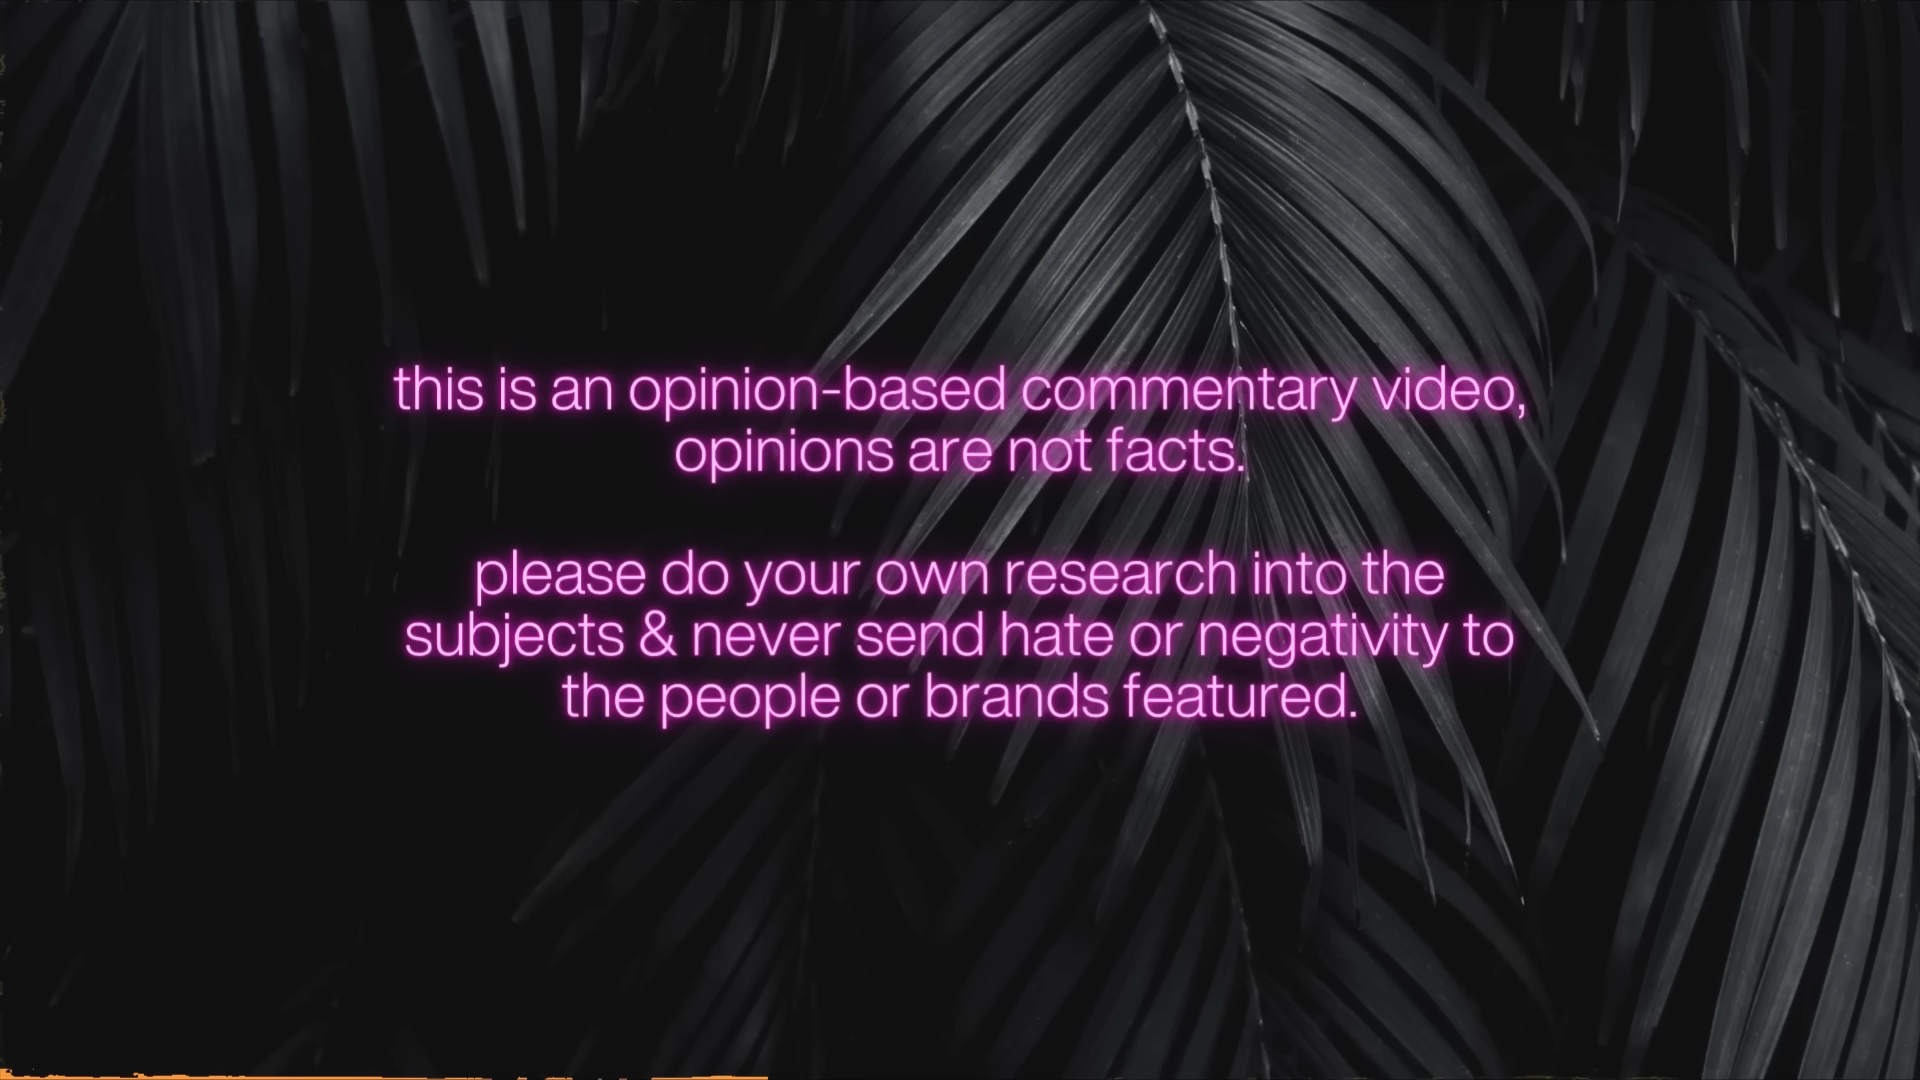 this is an opinion-based commentary video,
opinions are not facts.
please do your own research into the
subjects & never send hate or negativity to
the people or brands featured.